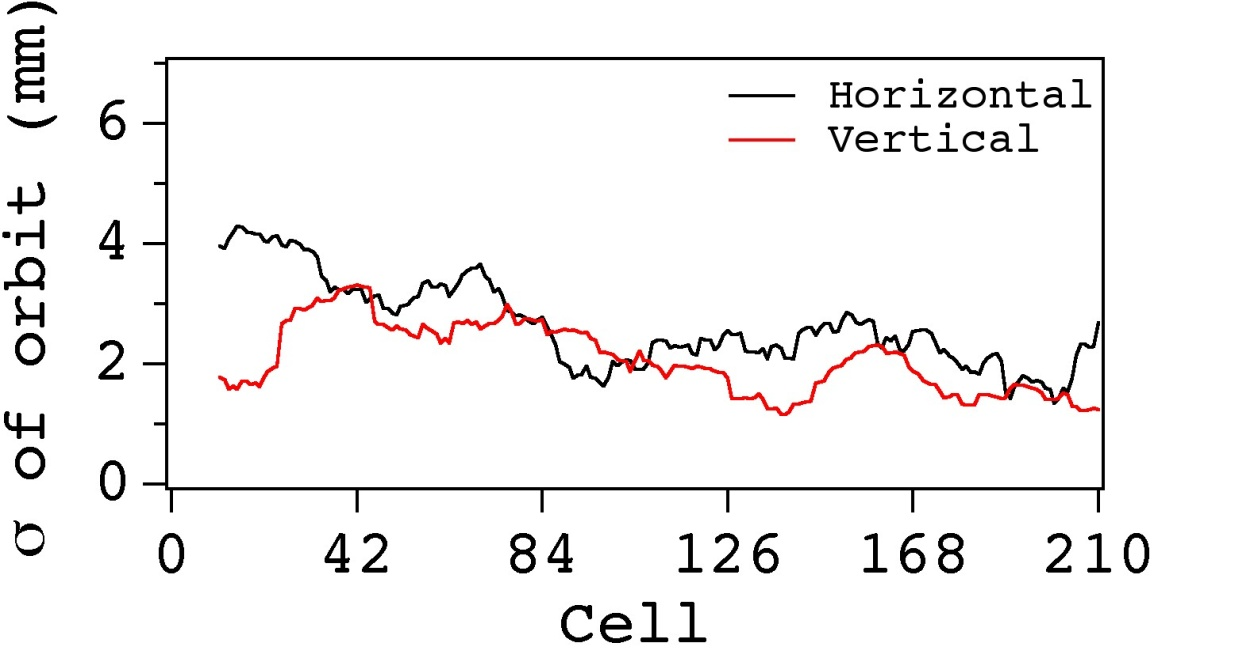 σ of orbit (mm)
6
4
2
0
Horizontal
Vertical
0 42 84 126 168 210
Cell